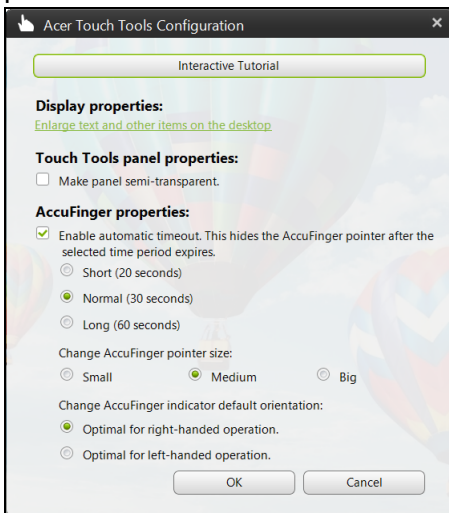 Acer Touch Tools Configuration
Interactive Tutorial
Display properties:
Enlarge text and other items on the desktop
Touch Tools panel properties:
Make panel semi-transparent.
AccuFinger properties:
Enable automatic timeout. This hides the AccuFinger pointer after the
selected time period expires.
Short (20 seconds)
Normal (30 seconds)
Long (60 seconds)
Change AccuFinger pointer size:
Small Medium Big
Change AccuFinger indicator default orientation:
Optimal for right-handed operation.
Optimal for left-handed operation.
OK Cancel